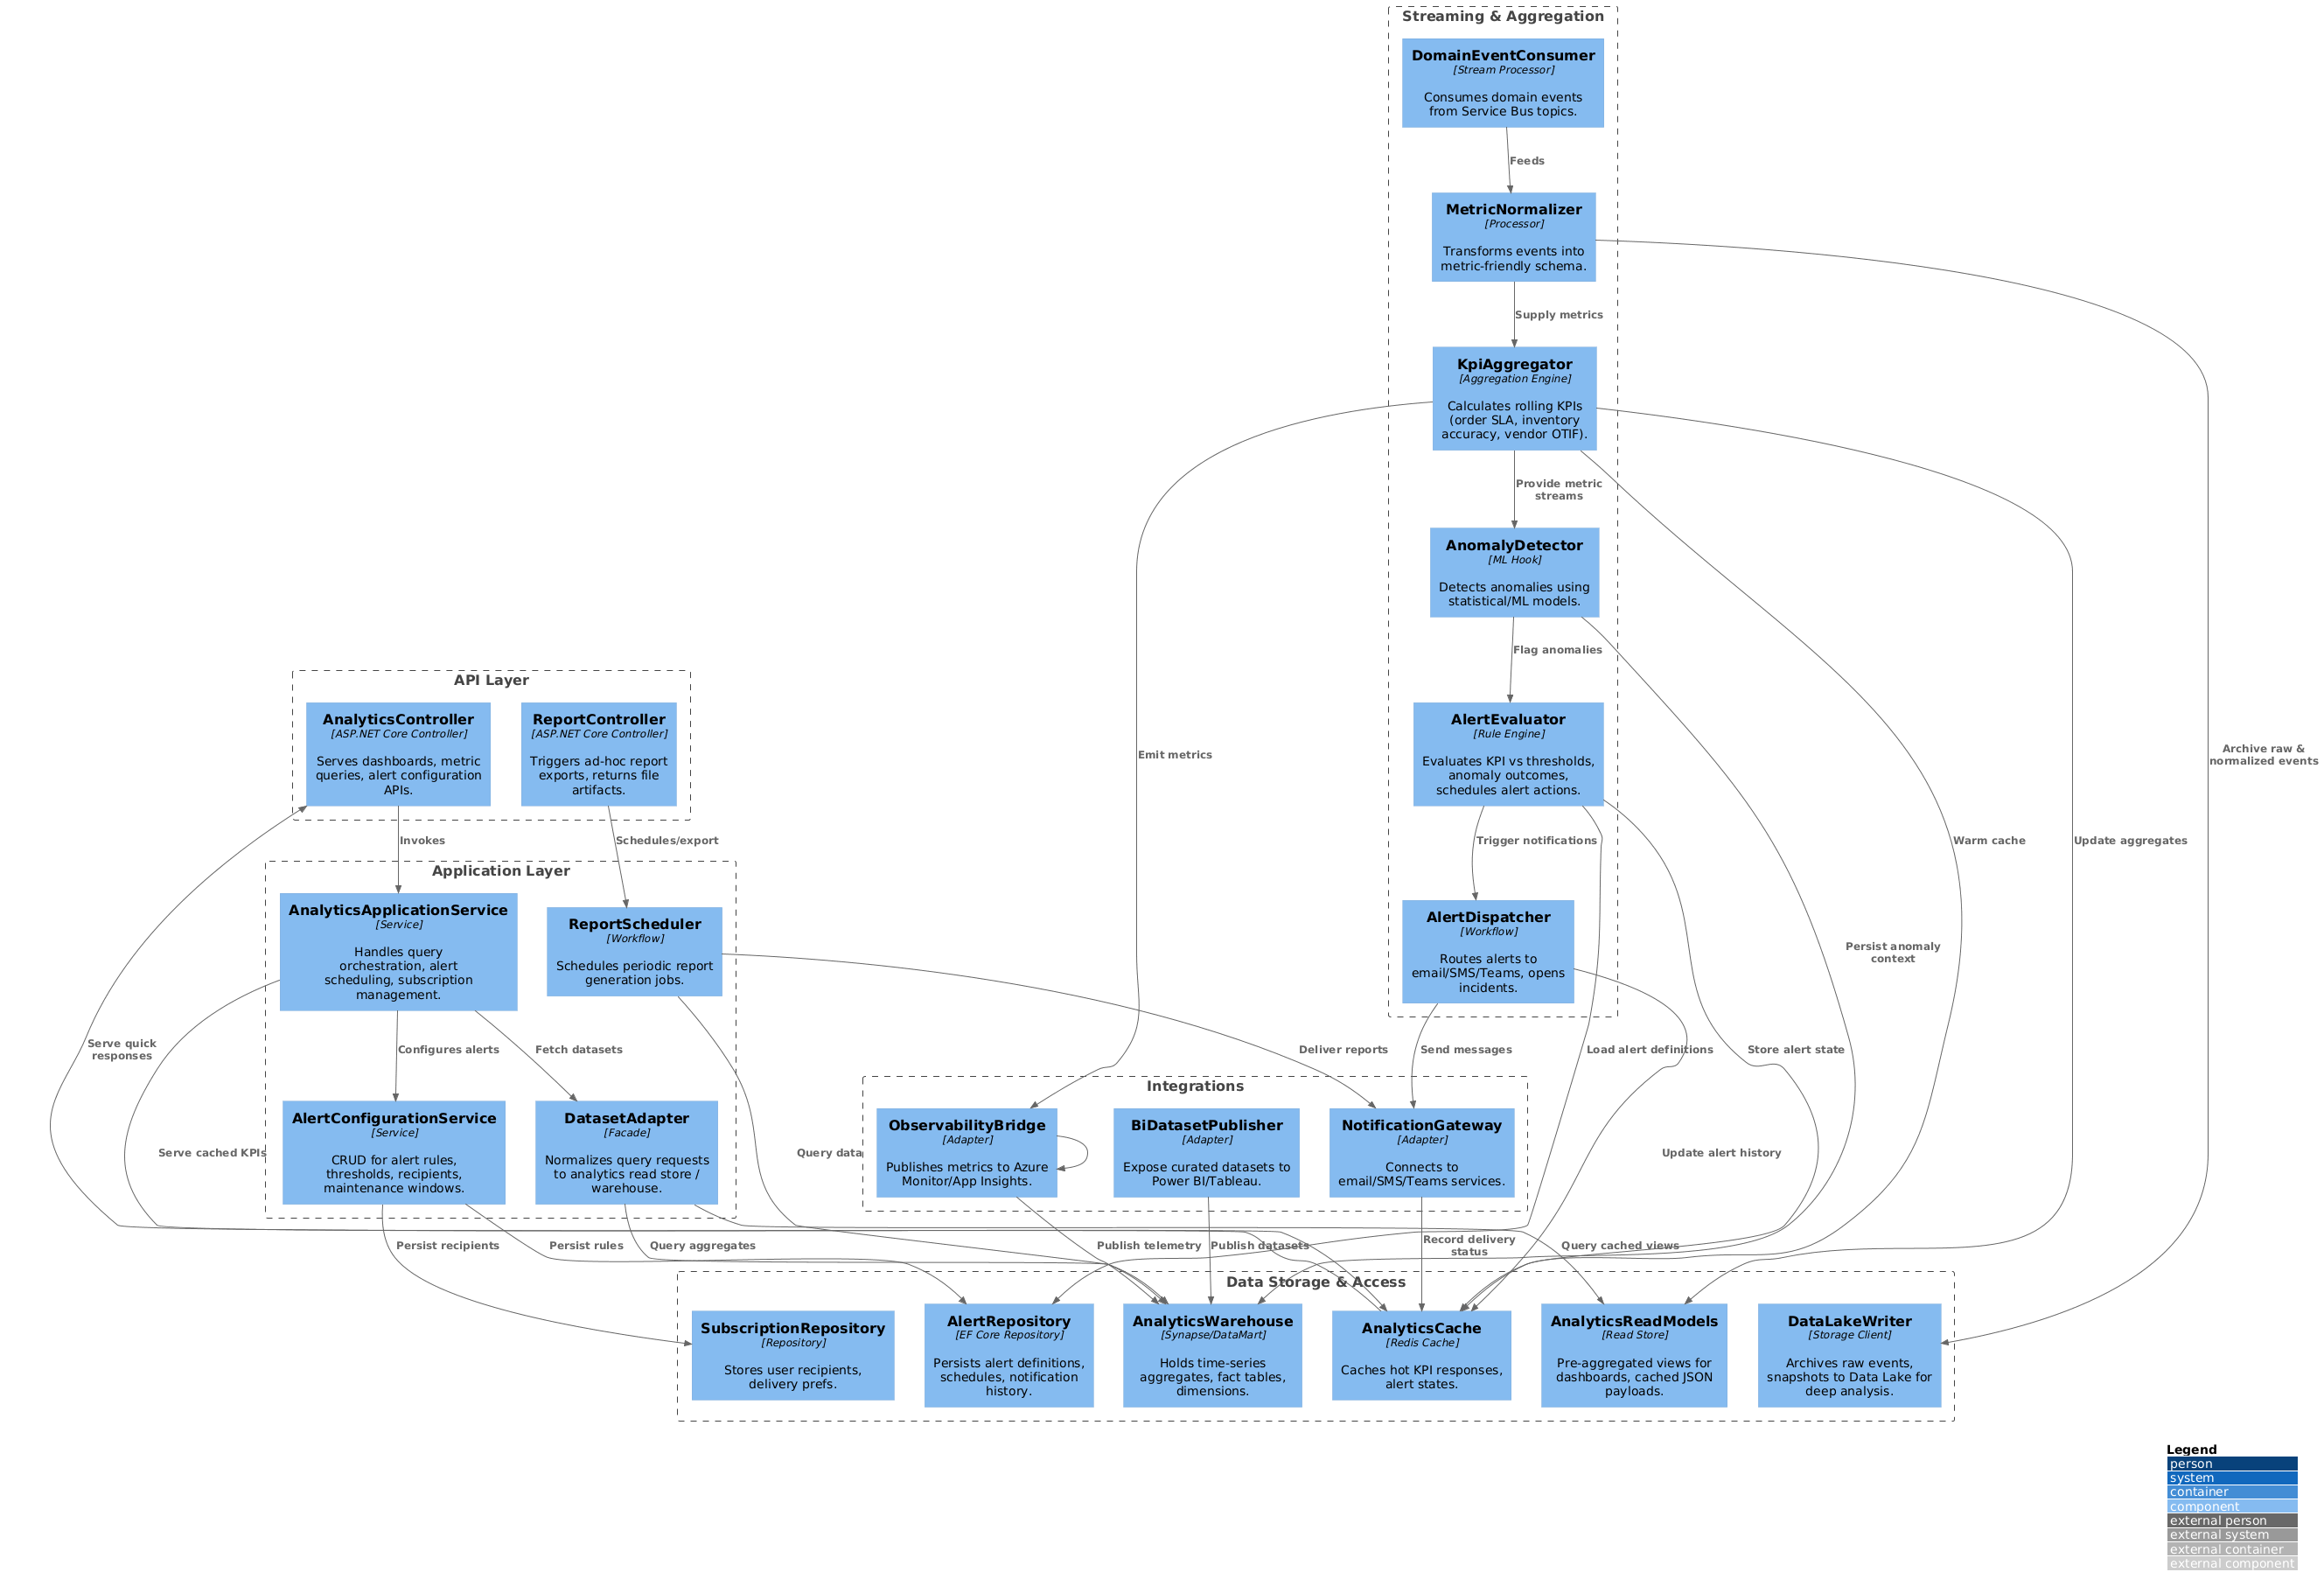 Streaming & Aggregation
DomainEventConsumer
[Stream Processor]
Consumes domain events
from Service Bus topics.
Feeds
MetricNormalizer
[Processor]
Transforms events into
metric-friendly schema.
Supply metrics
KpiAggregator
[Aggregation Engine]
Calculates rolling KPIs
(order SLA, inventory
accuracy, vendor OTIF).
Provide metric
streams
AnomalyDetector
[ML Hook]
Detects anomalies using
statistical/ML models.
Flag anomalies
AlertEvaluator
[Rule Engine]
Evaluates KPI vs thresholds,
anomaly outcomes,
schedules alert actions.
Trigger notifications
AlertDispatcher
[Workflow]
Routes alerts to
email/SMS/Teams, opens
incidents.
Emit metrics
Archive raw &
normalized events
Warm cache
Update aggregates
Persist anomaly
context
API Layer
AnalyticsController
[ASP.NET Core Controller]
Serves dashboards, metric
queries, alert configuration
APIs.
ReportController
[ASP.NET Core Controller]
Triggers ad-hoc report
exports, returns file
artifacts.
Invokes
Schedules/export
Application Layer
AnalyticsApplicationService
[Service]
Handles query
orchestration, alert
scheduling, subscription
management.
ReportScheduler
[Workflow]
Schedules periodic report
generation jobs.
Serve quick
responses
Configures alerts
Fetch datasets
Deliver reports
Send messages
Load alert definitions
Store alert state
AlertConfigurationService
[Service]
CRUD for alert rules,
thresholds, recipients,
maintenance windows.
DatasetAdapter
[Facade]
Normalizes query requests
to analytics read store /
warehouse.
Serve cached KPIs
Query data
Integrations
ObservabilityBridge
[Adapter]
Publishes metrics to Azure
Monitor/App Insights.
BiDatasetPublisher
[Adapter]
Expose curated datasets to
Power BI/Tableau.
NotificationGateway
[Adapter]
Connects to
email/SMS/Teams services.
Update alert history
Persist recipients
Persist rules
Query aggregates
Publish telemetry
Publish datasets
Record delivery
status
Query cached views
Data Storage & Access
SubscriptionRepository
[Repository]
Stores user recipients,
delivery prefs.
AlertRepository
[EF Core Repository]
Persists alert definitions,
schedules, notification
history.
AnalyticsWarehouse
[Synapse/DataMart]
Holds time-series
aggregates, fact tables,
dimensions.
AnalyticsCache
[Redis Cache]
Caches hot KPI responses,
alert states.
AnalyticsReadModels
[Read Store]
Pre-aggregated views for
dashboards, cached JSON
payloads.
DataLakeWriter
[Storage Client]
Archives raw events,
snapshots to Data Lake for
deep analysis.
Legend
person
system
container
component
external person
external system
external container
external component